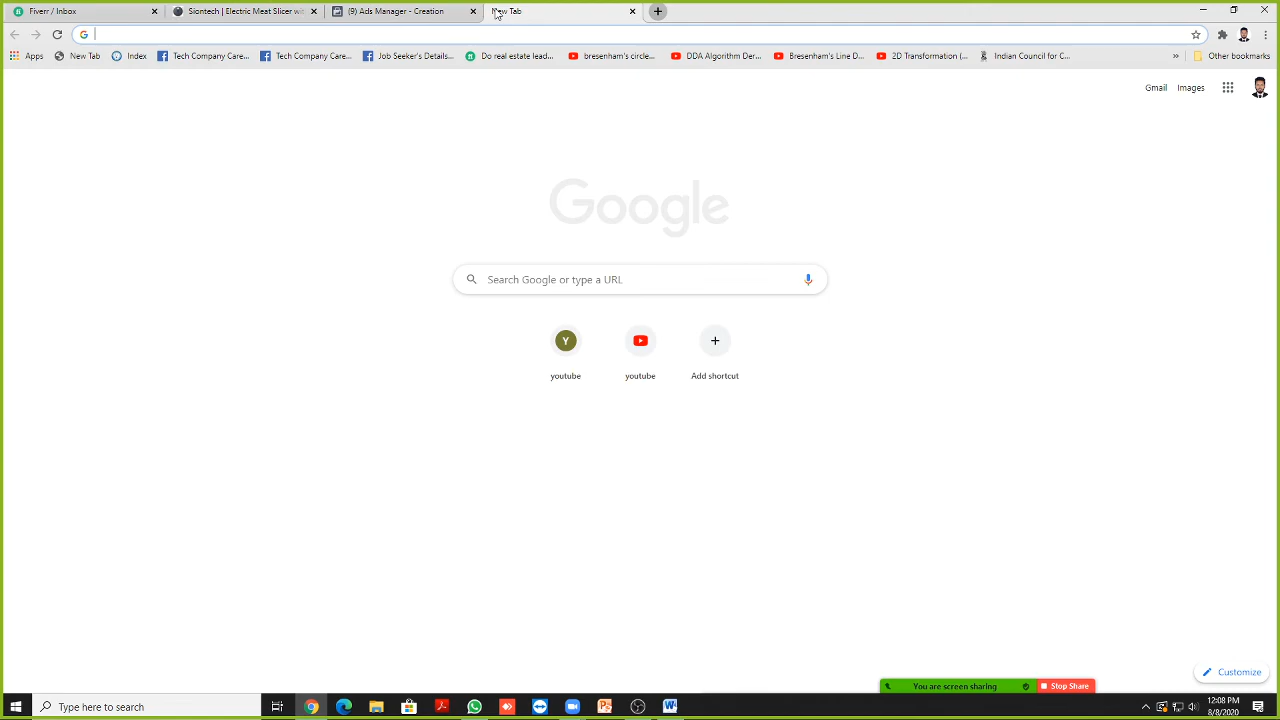 Fiverr / Inbox
Siontech | Electric Meat Slicer wit
(9) Ads Manager - Creation
New Tab
Apps
New Tab
Index
Tech Company Care...
Tech Company Care...
Job Seeker's Details...
Do real estate lead...
bresenham's circle...
DDA Algorithm Der...
Bresenham's Line D...
2D Transformation (...
Indian Council for C...
»
Other bookmarks
Gmail
Images
Google
Search Google or type a URL
Y
youtube
youtube
Add shortcut
Customize
You are screen sharing
Stop Share
Type here to search
12:08 PM
8/8/2020